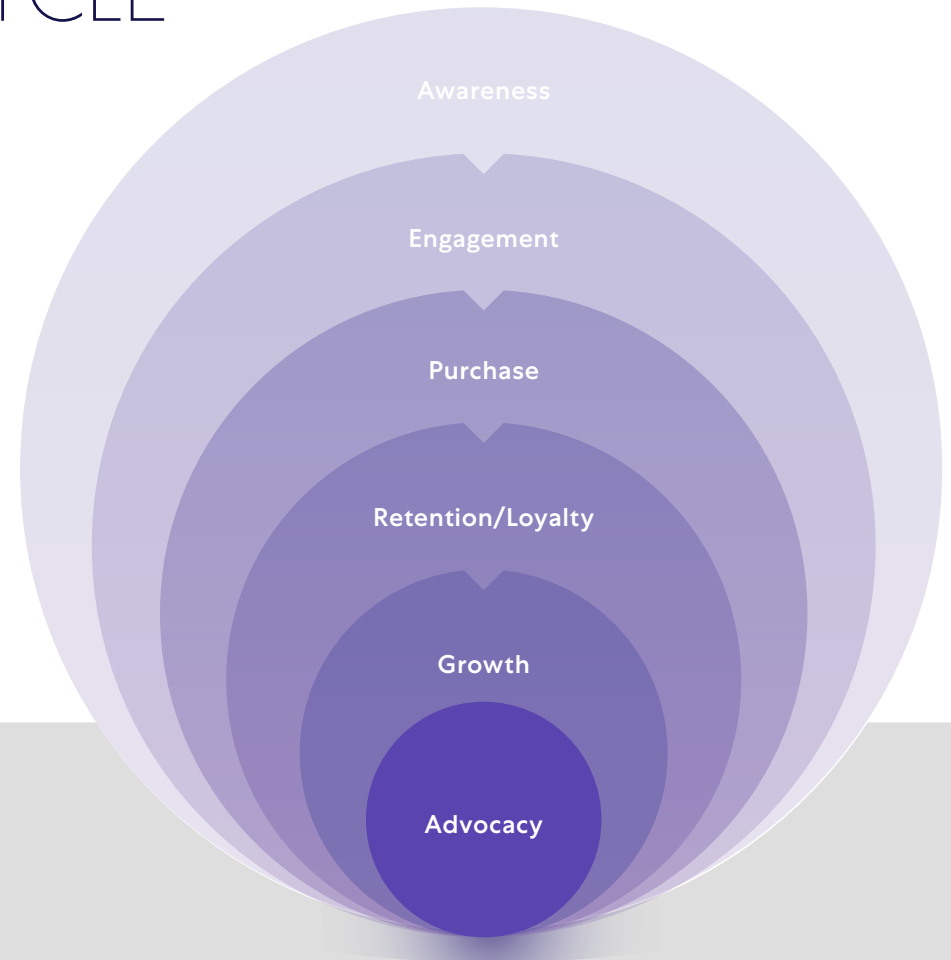 Awareness
Engagement
Purchase
Retention/Loyalty
Growth
Advocacy